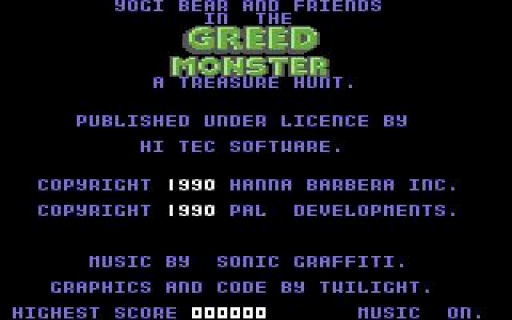 YOGI BEAR AND FRIENDS
IN THE
GREED
MONSTER
A TREASURE HUNT.
PUBLISHED UNDER LICENCE BY
HI TEC SOFTWARE.
COPYRIGHT 1990 HANNA BARBERA INC.
COPYRIGHT 1990 PAL DEVELOPMENTS.
MUSIC BY SONIC GRAFFITI.
GRAPHICS AND CODE BY TWILIGHT.
HIGHEST SCORE 000000 MUSIC ON.